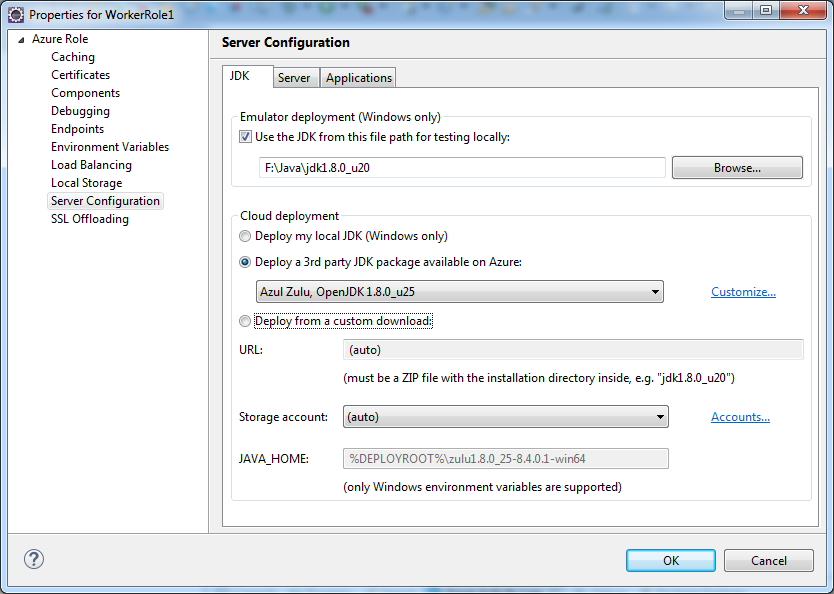 Properties for WorkerRole1
Azure Role
Caching
Certificates
Components
Debugging
Endpoints
Environment Variables
Load Balancing
Local Storage
Server Configuration
SSL Offloading
Server Configuration
JDK Server Applications
Emulator deployment (Windows only)
Use the JDK from this file path for testing locally:
F:\Java\jdk1.8.0_u20 Browse...
Cloud deployment
Deploy my local JDK (Windows only)
Deploy a 3rd party JDK package available on Azure:
Azul Zulu, OpenJDK 1.8.0_u25 Customize...
Deploy from a custom download:
URL: (auto)
(must be a ZIP file with the installation directory inside, e.g. "jdk1.8.0_u20")
Storage account: (auto) Accounts...
JAVA_HOME: %DEPLOYROOT%\zulu1.8.0_25-8.4.0.1-win64
(only Windows environment variables are supported)
? OK Cancel